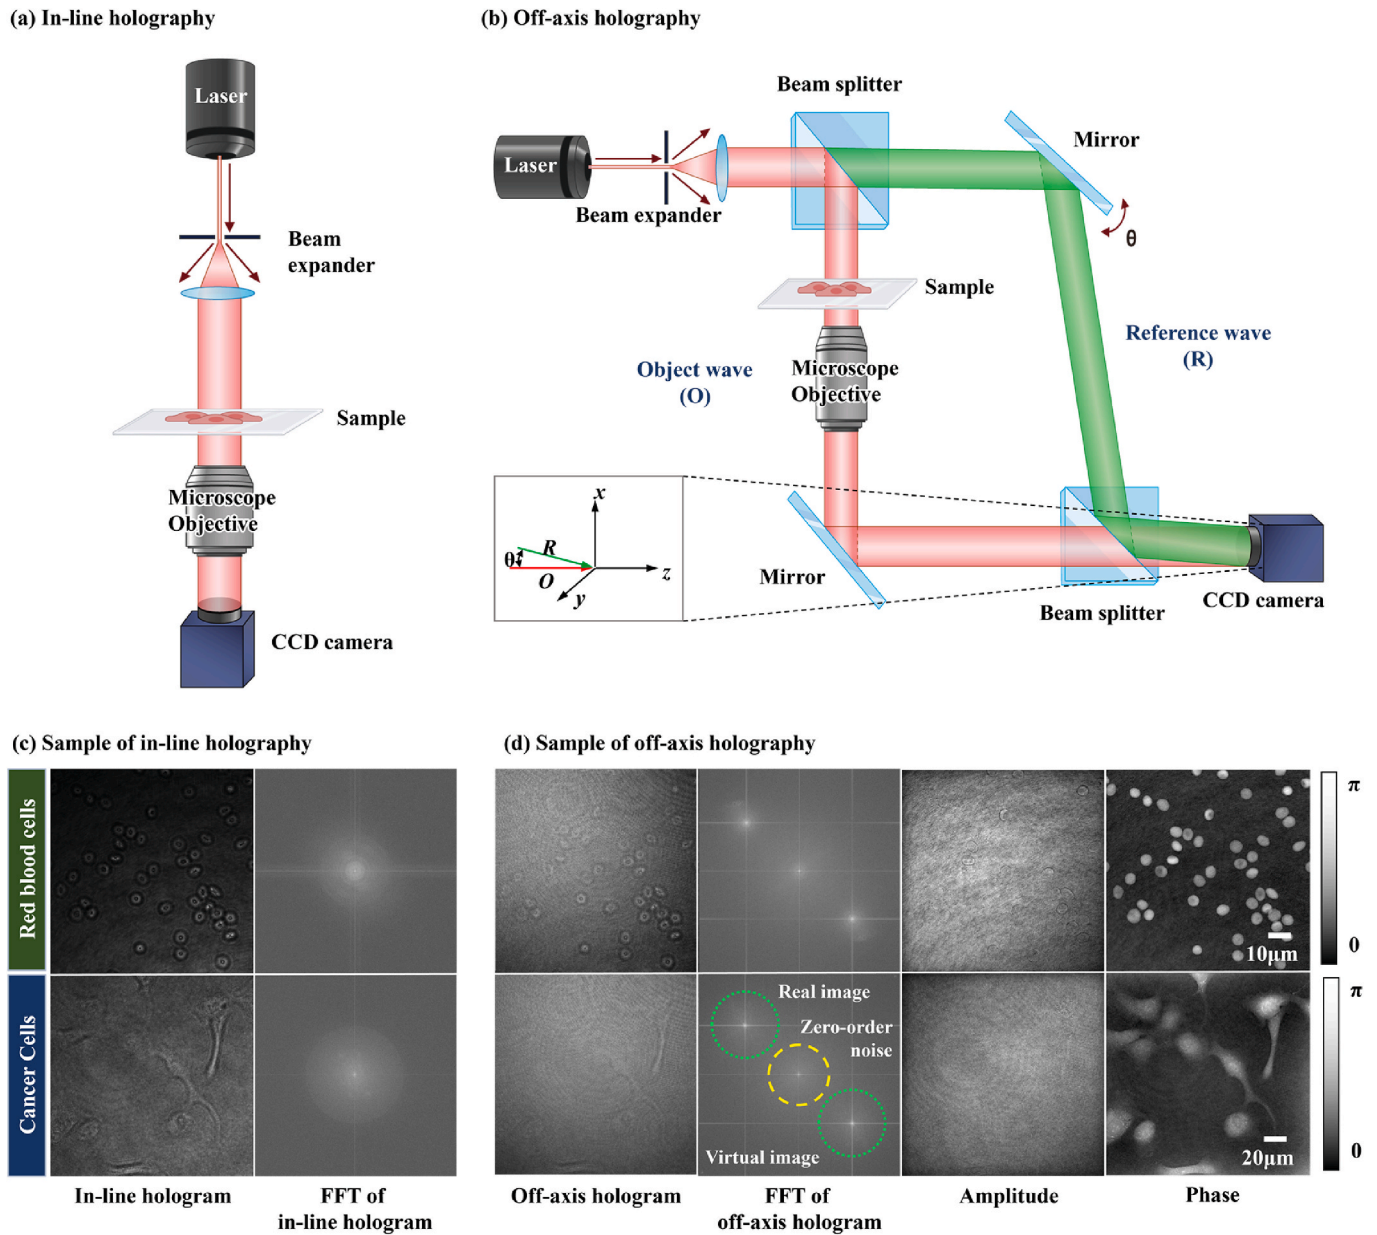 (a) In-line holography
Laser
Beam
expander
Sample
Microscope
Objective
CCD camera
(b) Off-axis holography
Beam splitter
Mirror
Laser
Beam expander
θ
Sample
Reference wave
(R)
Object wave
(O)
Microscope
Objective
x
R
θ
O
z
y
Mirror
Beam splitter
CCD camera
(c) Sample of in-line holography
Red blood cells
Cancer Cells
In-line hologram
FFT of
in-line hologram
(d) Sample of off-axis holography
π
0
10μm
Real image
Zero-order
noise
Virtual image
π
0
20μm
Off-axis hologram
FFT of
off-axis hologram
Amplitude
Phase